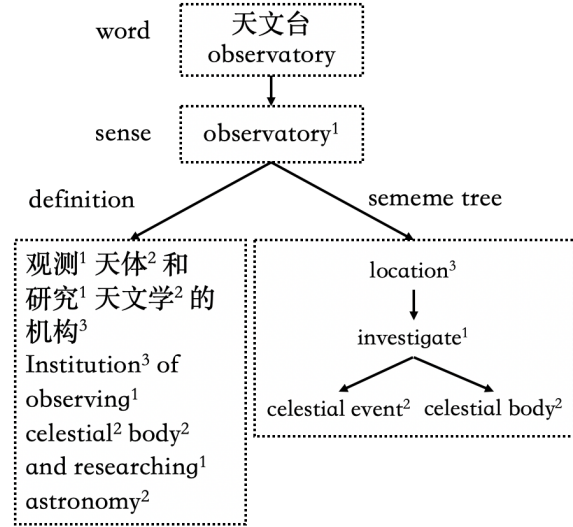 word
天文台
observatory
sense
observatory¹
definition
sememe tree
观测¹ 天体² 和
研究¹ 天文学² 的
机构³
Institution³ of
observing¹
celestial² body²
and researching¹
astronomy²
location³
investigate¹
celestial event² celestial body²